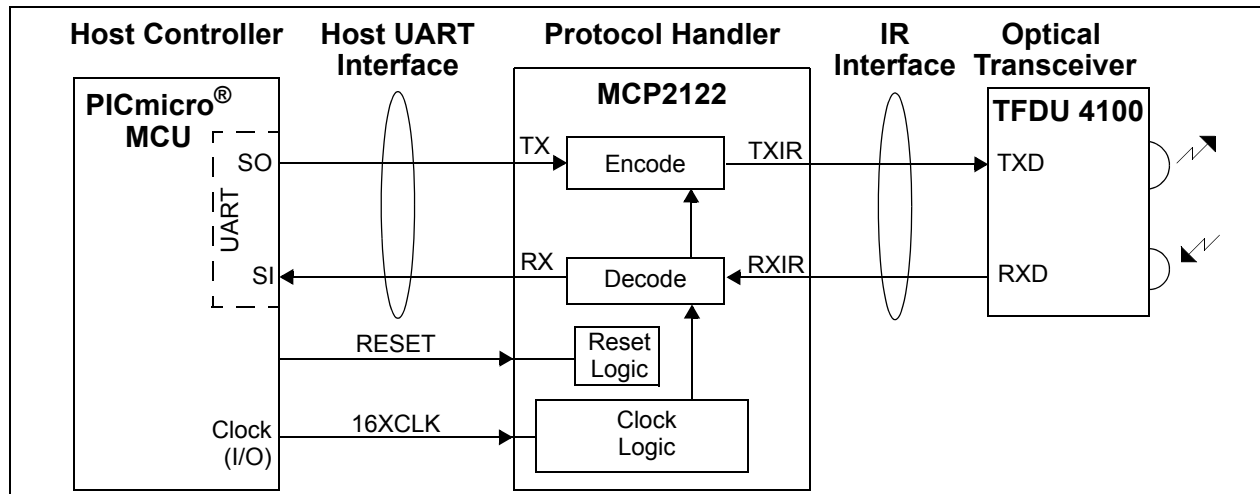 Host Controller
Host UART
Interface
Protocol Handler
IR
Interface
Optical
Transceiver
PICmicro®
MCU
MCP2122
TFDU 4100
UART
SO
TX
Encode
TXIR
TXD
SI
RX
Decode
RXIR
RXD
RESET
Reset
Logic
Clock
(I/O)
16XCLK
Clock
Logic